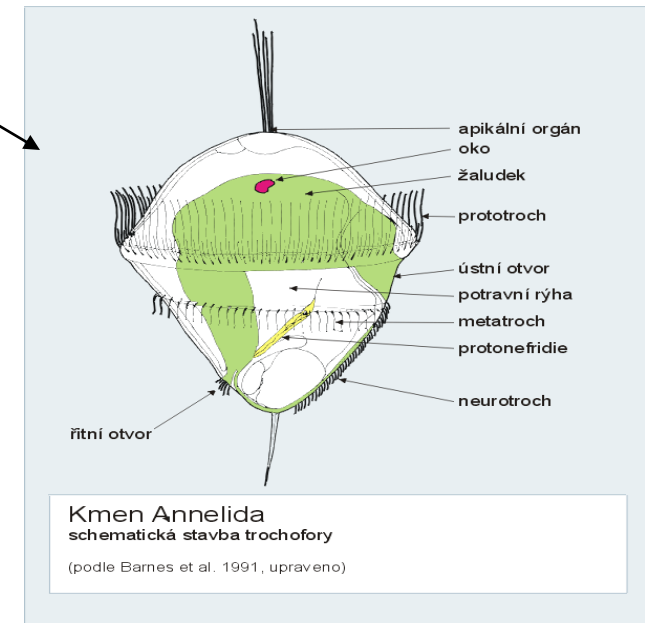 apikální orgán
oko
žaludek
prototroch
ústní otvor
potravní rýha
metatroch
protonefridie
neurotroch
řitní otvor
Kmen Annelida
schematická stavba trochofory
(podle Barnes et al. 1991, upraveno)